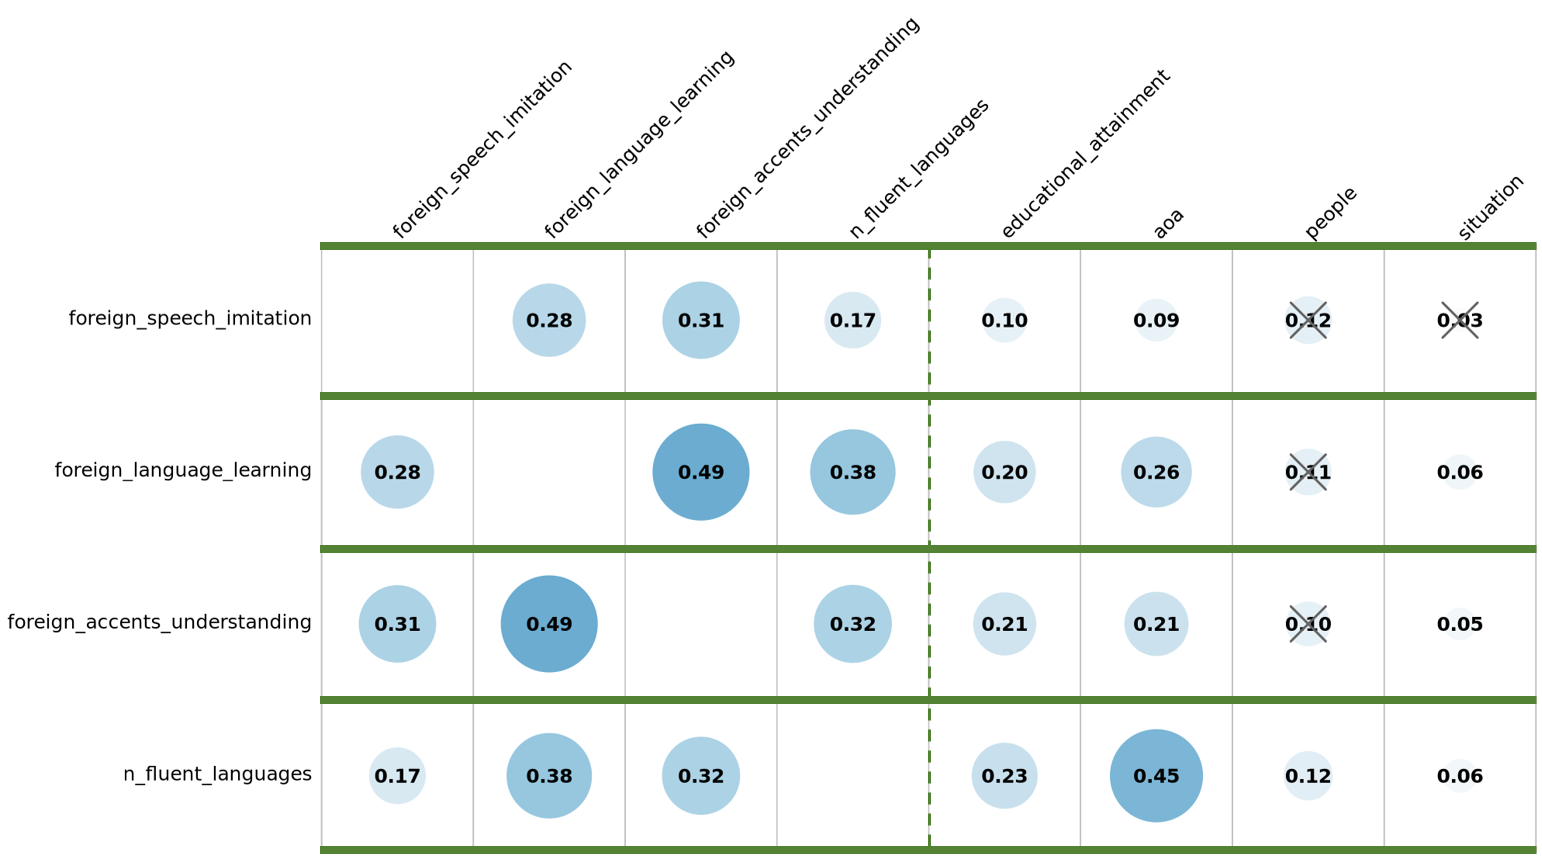 foreign_speech_imitation
foreign_language_learning
foreign_accents_understanding
n_fluent_languages
educational_attainment
aoa
people
situation
foreign_speech_imitation 0.28 0.31 0.17 0.10 0.09 0.12 0.03
foreign_language_learning 0.28 0.49 0.38 0.20 0.26 0.11 0.06
foreign_accents_understanding 0.31 0.49 0.32 0.21 0.21 0.10 0.05
n_fluent_languages 0.17 0.38 0.32 0.23 0.45 0.12 0.06